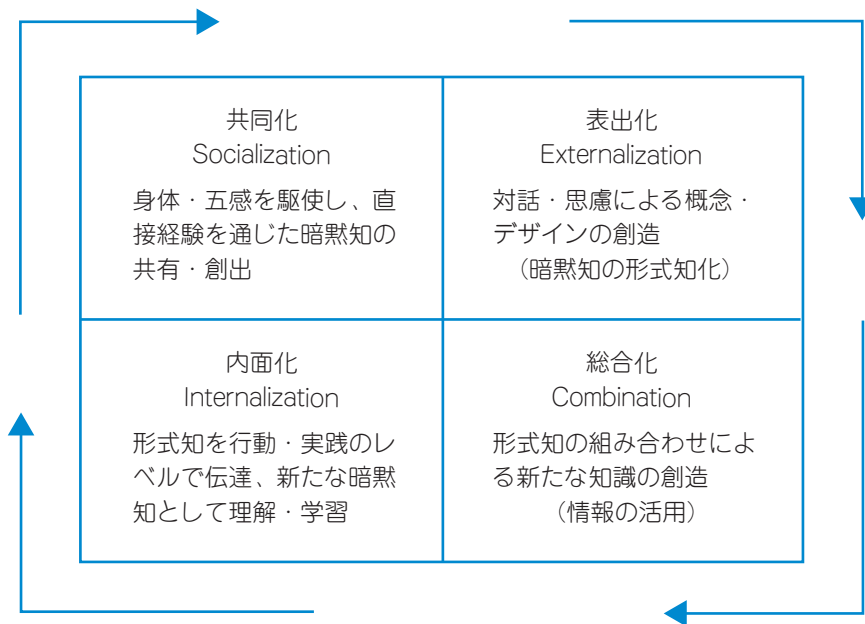 共同化
Socialization
身体・五感を駆使し、直
接経験を通じた暗黙知の
共有・創出
表出化
Externalization
対話・思慮による概念・
デザインの創造
（暗黙知の形式知化）
内面化
Internalization
形式知を行動・実践のレ
ベルで伝達、新たな暗黙
知として理解・学習
総合化
Combination
形式知の組み合わせによ
る新たな知識の創造
（情報の活用）